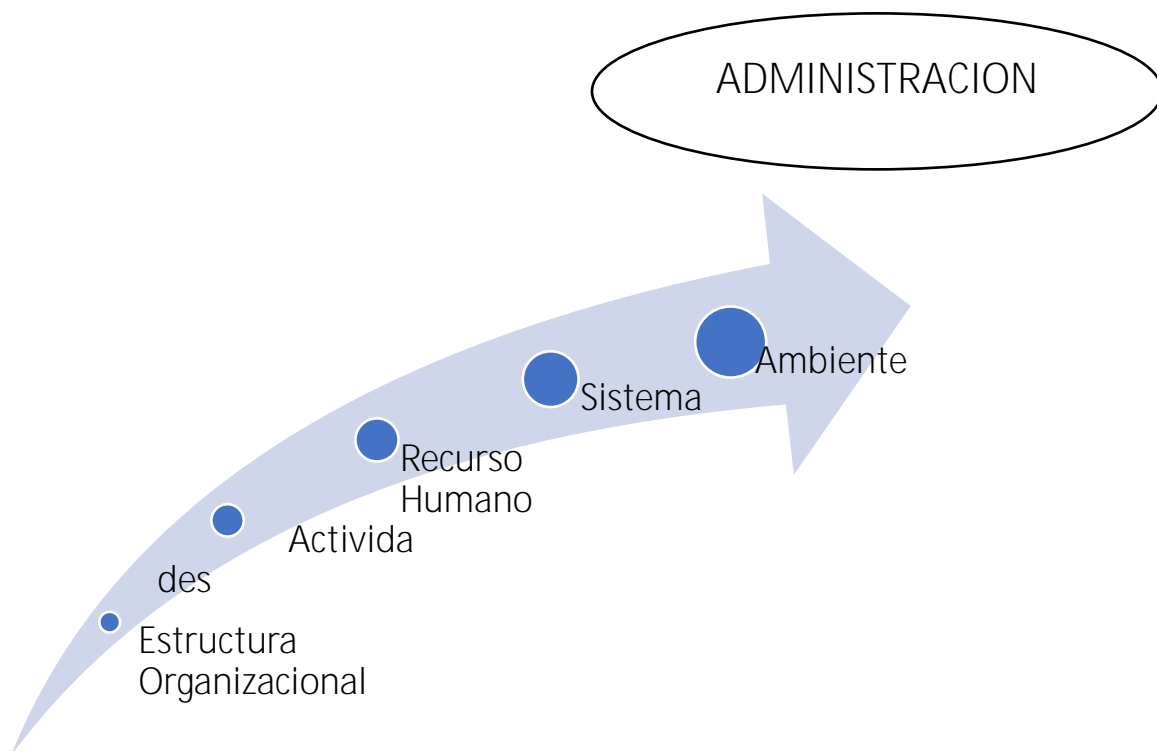 ADMINISTRACION
Ambiente
Sistema
Recurso
Humano
Activida
des
Estructura
Organizacional